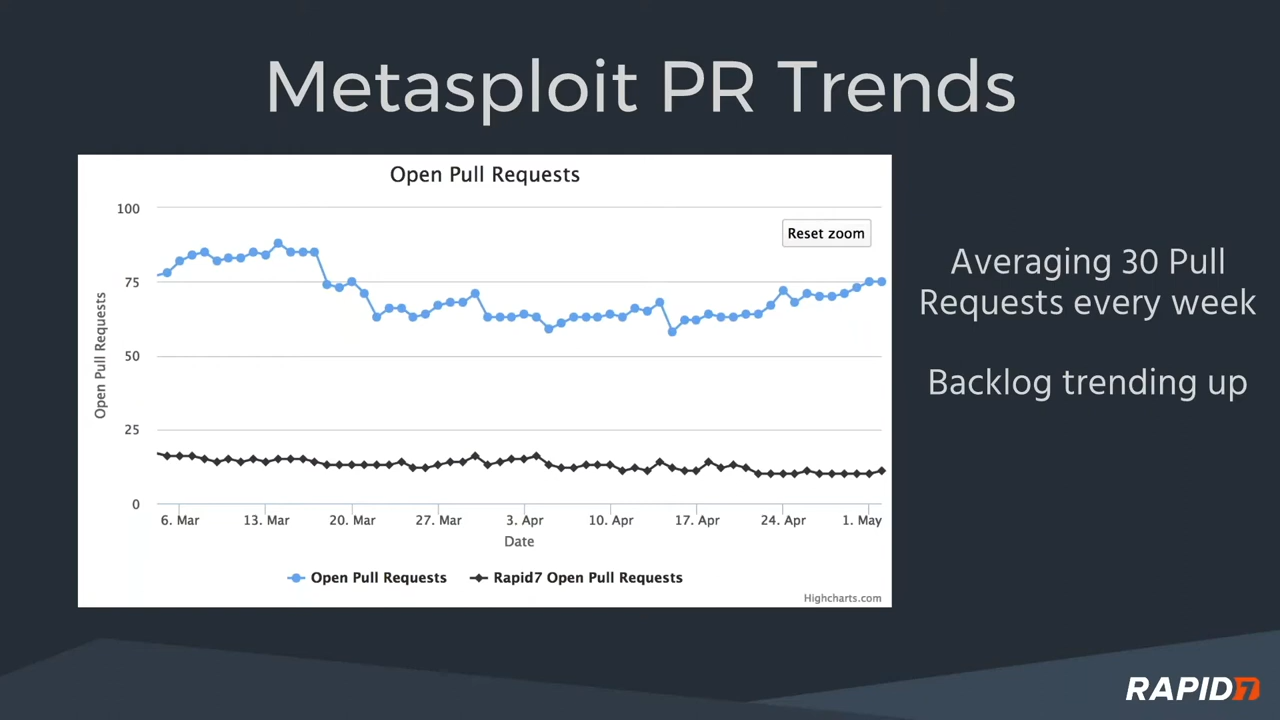 Metasploit PR Trends
Open Pull Requests
Reset zoom
100
75
50
25
0
Open Pull Requests
6. Mar
13. Mar
20. Mar
27. Mar
3. Apr
10. Apr
17. Apr
24. Apr
1. May
Date
Open Pull Requests
Rapid7 Open Pull Requests
Highcharts.com
Averaging 30 Pull
Requests every week
Backlog trending up
RAPID7